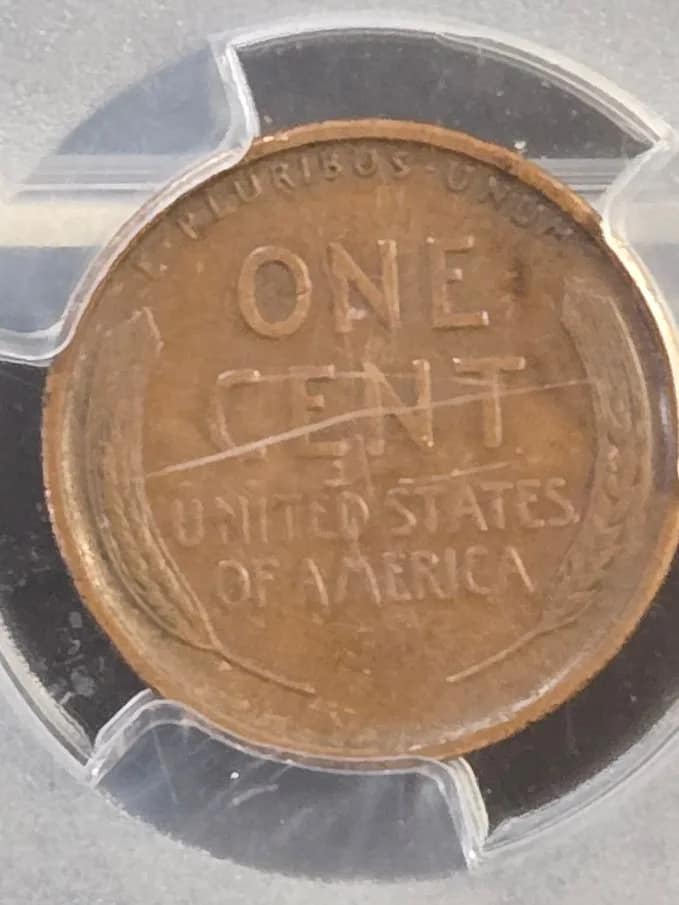 E·PLURIBUS·UNUM
ONE
CENT
UNITED STATES
OF AMERICA